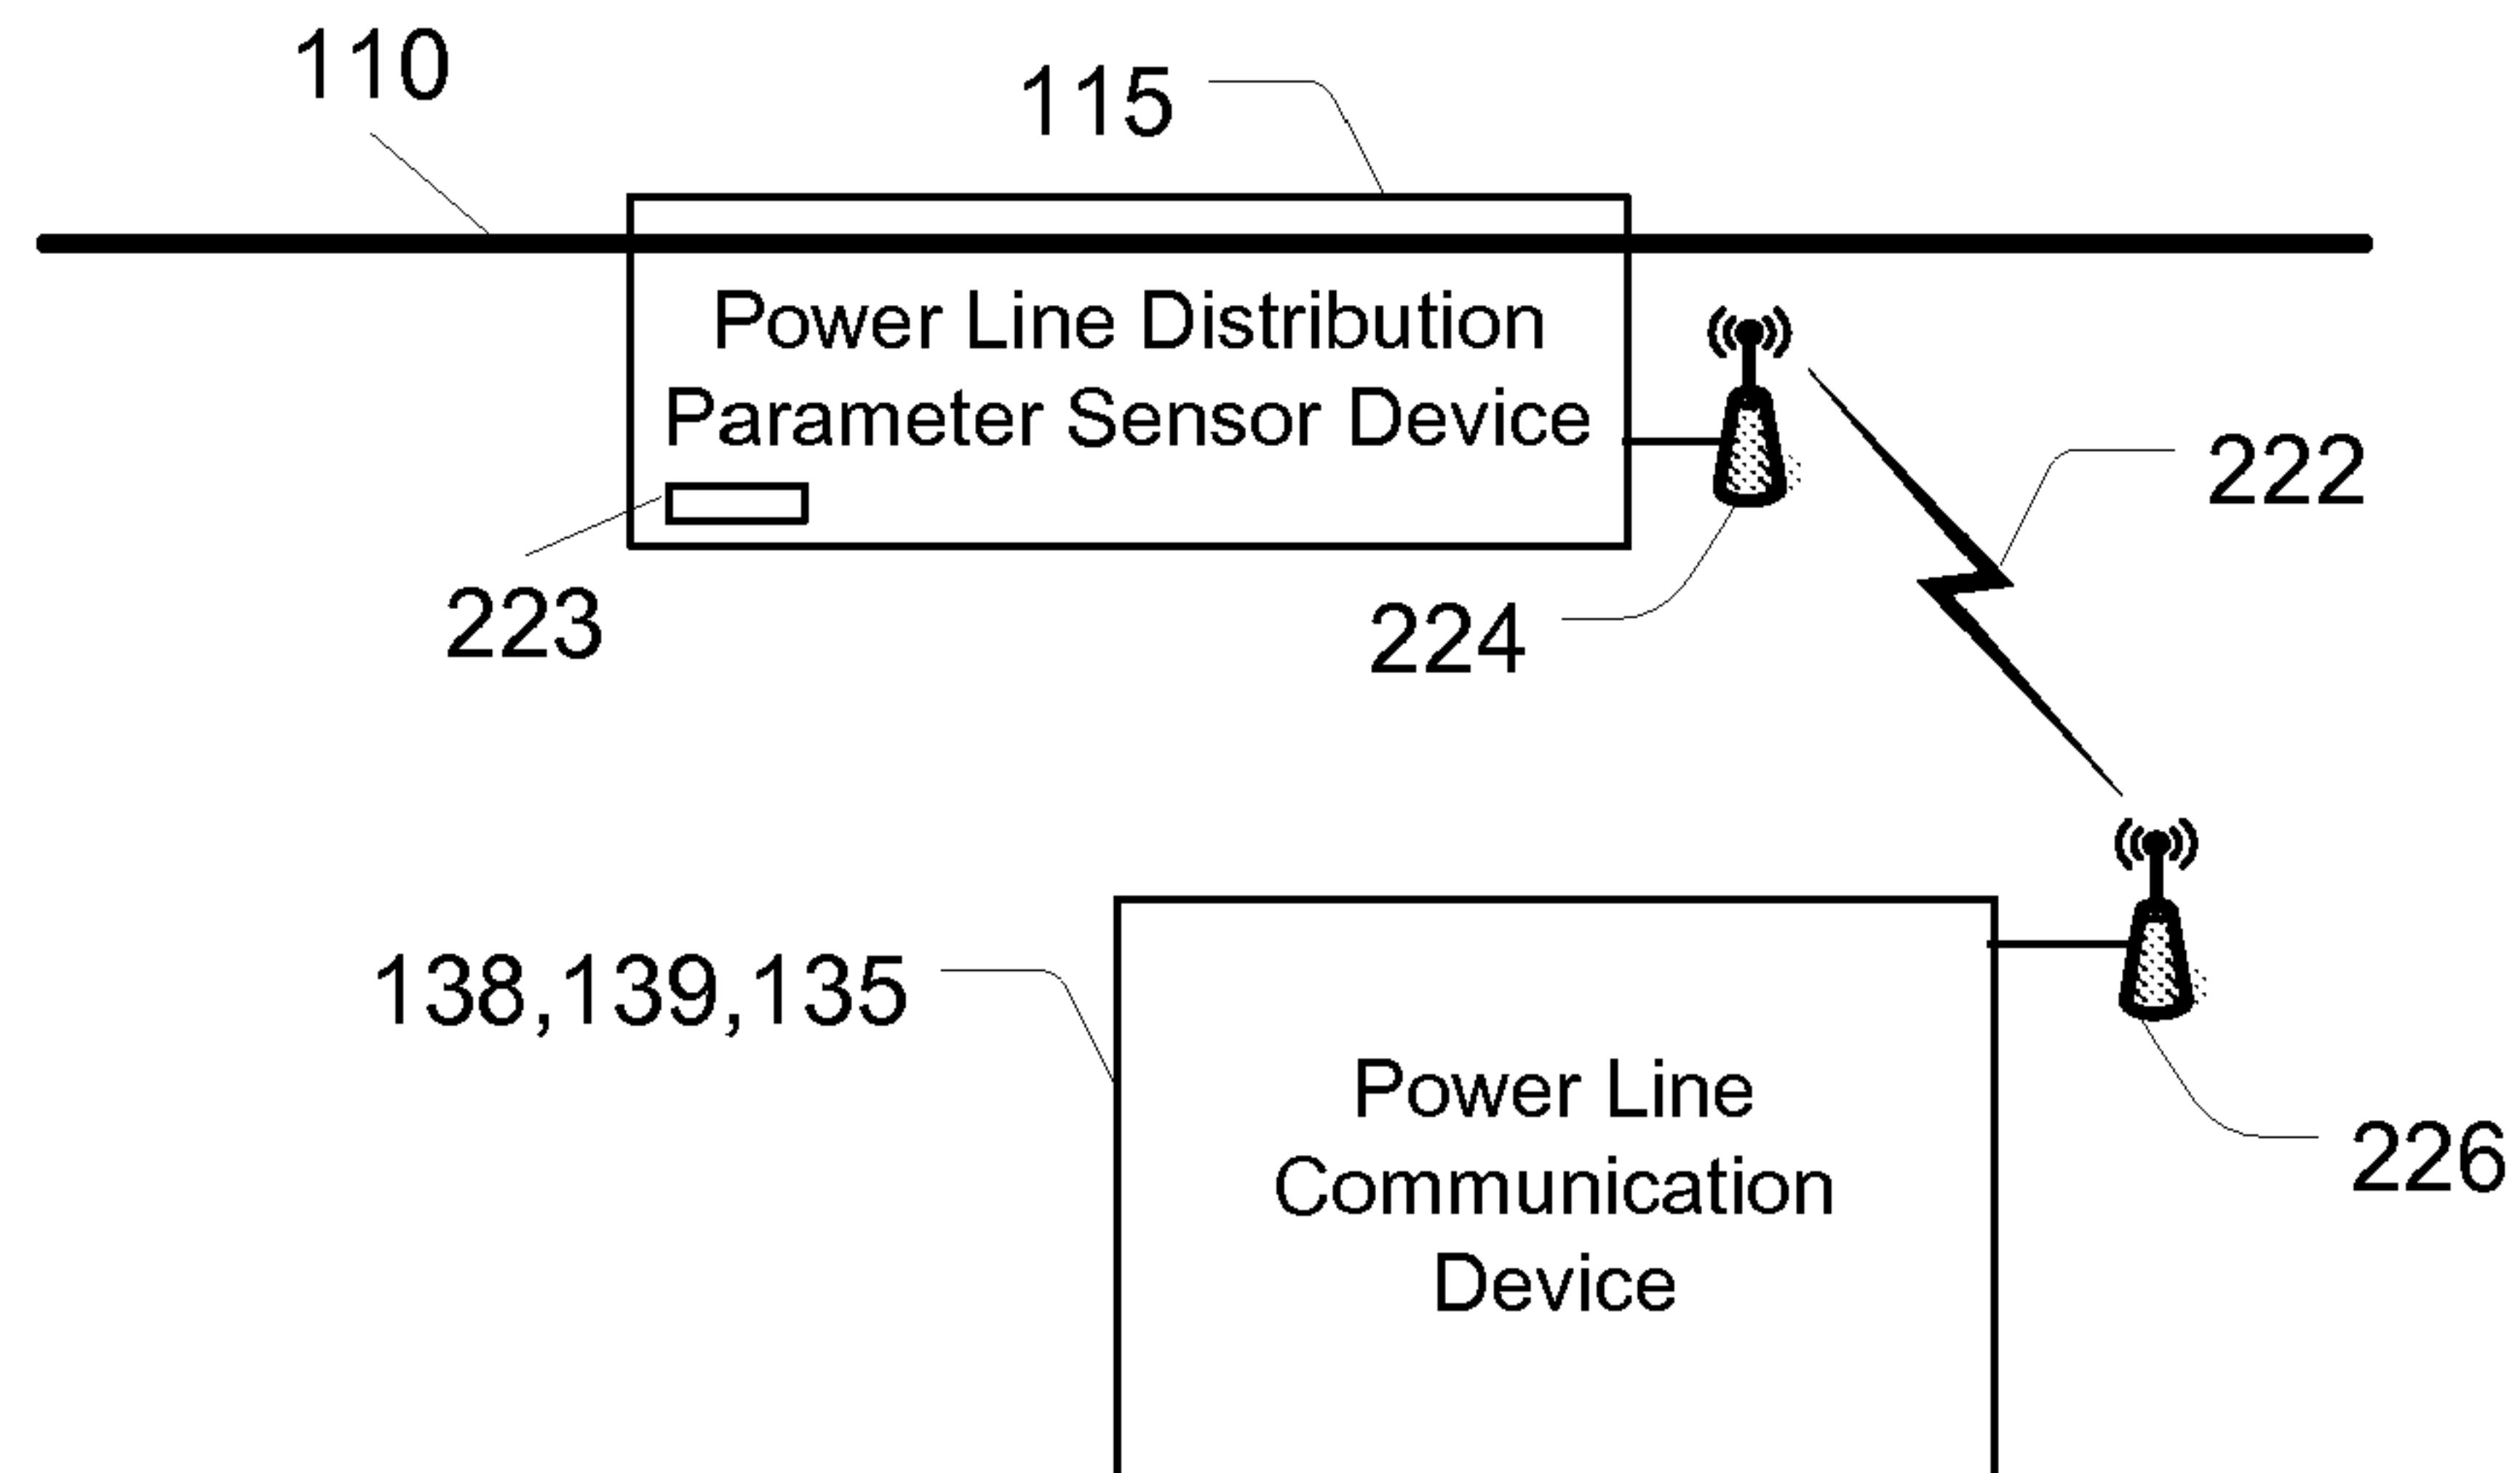 110
115
Power Line Distribution
Parameter Sensor Device
222
223
224
138,139,135
Power Line
Communication
Device
226